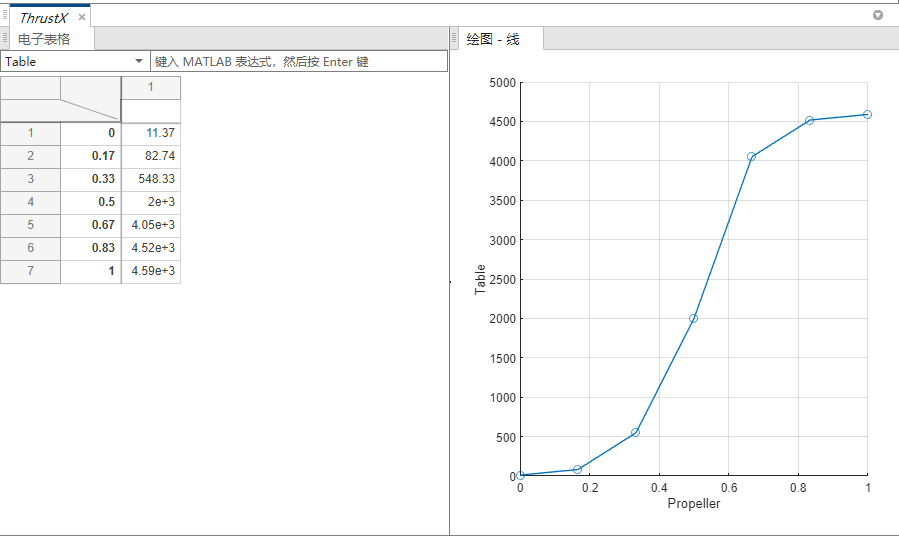 ThrustX ×
电子表格
Table 键入 MATLAB 表达式，然后按 Enter 键
1
1 0 11.37
2 0.17 82.74
3 0.33 548.33
4 0.5 2e+3
5 0.67 4.05e+3
6 0.83 4.52e+3
7 1 4.59e+3
绘图 - 线
5000
4500
4000
3500
3000
2500
2000
1500
1000
500
0
Table
0 0.2 0.4 0.6 0.8 1
Propeller